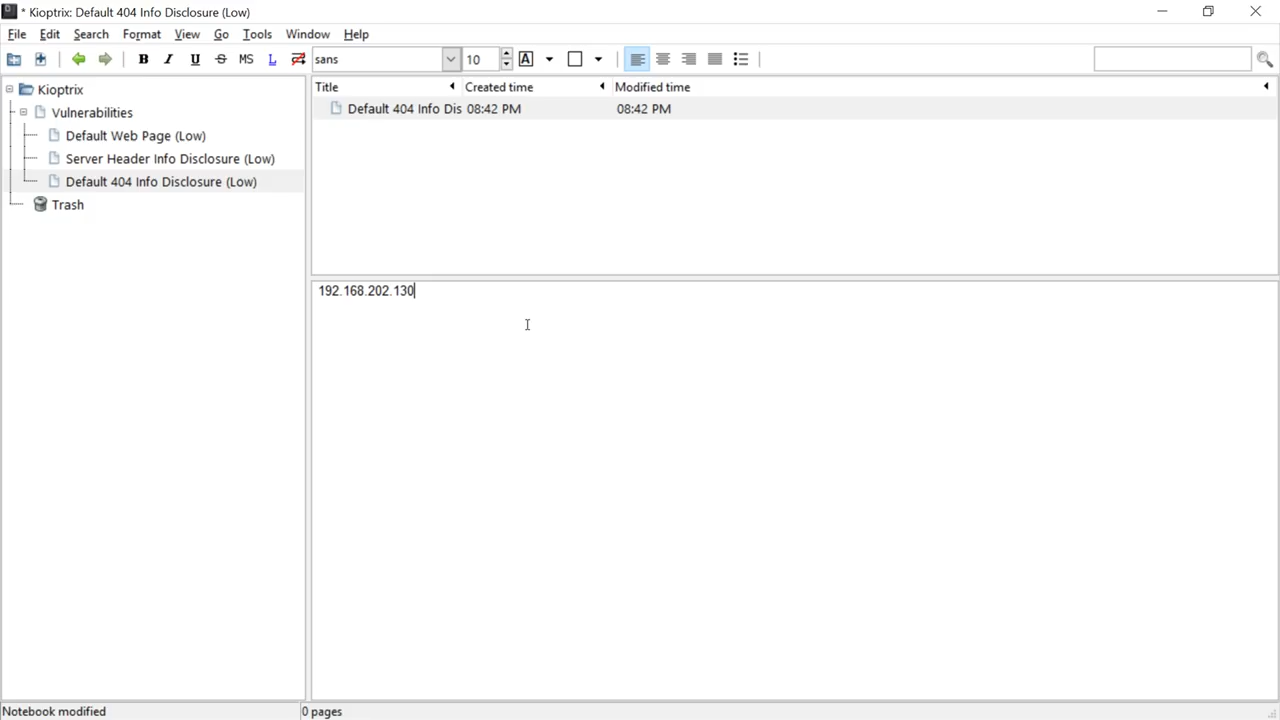 * Kioptrix: Default 404 Info Disclosure (Low)
File Edit Search Format View Go Tools Window Help
B I U S MS L sans 10 A
Kioptrix
Vulnerabilities
Default Web Page (Low)
Server Header Info Disclosure (Low)
Default 404 Info Disclosure (Low)
Trash
Title Created time Modified time
Default 404 Info Dis 08:42 PM 08:42 PM
192.168.202.130
Notebook modified 0 pages